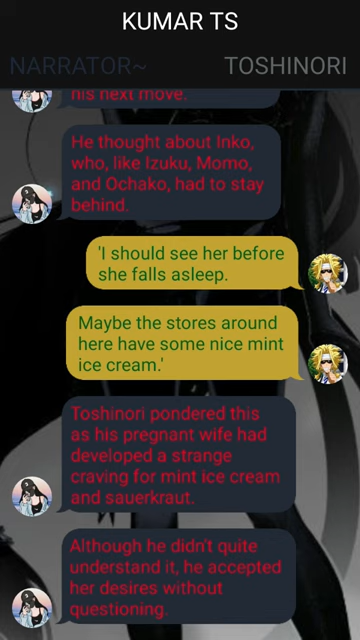 KUMAR TS
NARRATOR~
TOSHINORI
his next move.
He thought about Inko,
who, like Izuku, Momo,
and Ochako, had to stay
behind.
'I should see her before
she falls asleep.
Maybe the stores around
here have some nice mint
ice cream.'
Toshinori pondered this
as his pregnant wife had
developed a strange
craving for mint ice cream
and sauerkraut.
Although he didn't quite
understand it, he accepted
her desires without
questioning.